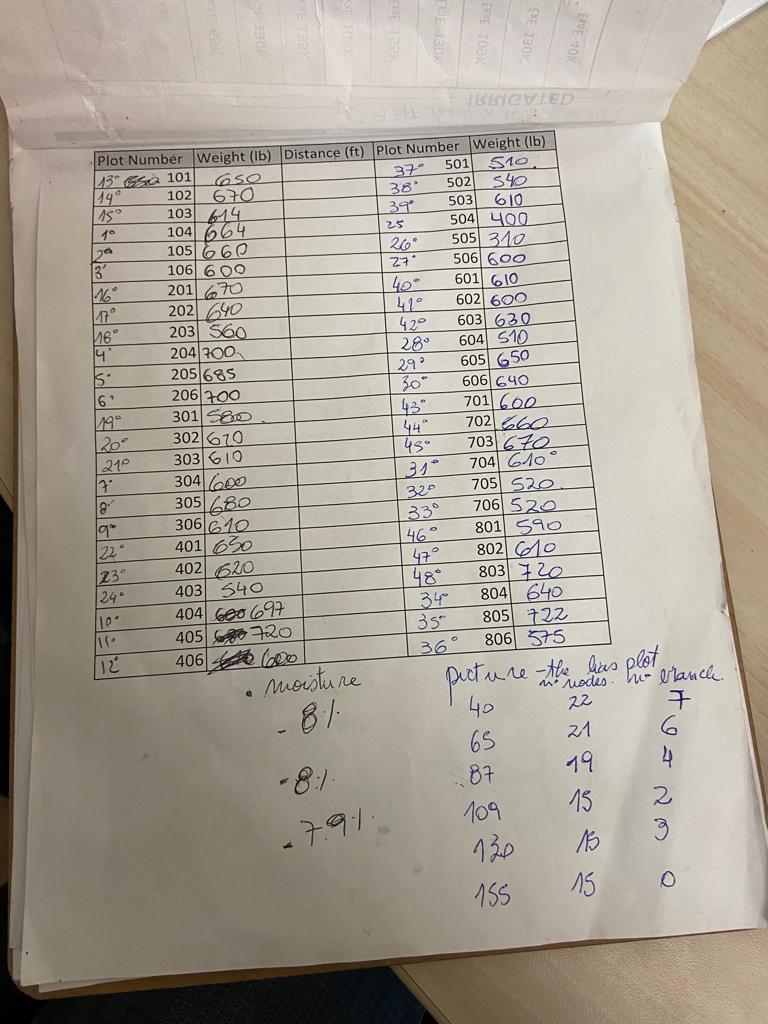 IRRIGATED
Plot Number Weight (lb) Distance (ft) Plot Number Weight (lb)
13° 101 650 37° 501 510
14° 102 670 38° 502 540
15° 103 614 39° 503 610
1° 104 664 25 504 400
2° 105 660 26° 505 310
3° 106 600 27° 506 600
16° 201 670 40° 601 610
17° 202 640 41° 602 600
18° 203 560 42° 603 630
4° 204 700 28° 604 510
5° 205 685 29° 605 650
6° 206 700 30° 606 640
19° 301 580 43° 701 600
20° 302 670 44° 702 660
21° 303 610 45° 703 670
7° 304 600 31° 704 610
8° 305 680 32° 705 520
9° 306 610 33° 706 520
22° 401 630 46° 801 590
23° 402 620 47° 802 610
24° 403 540 48° 803 720
10° 404 697 34° 804 640
11° 405 720 35° 805 722
12° 406 600 36° 806 575
• moisture
- 8%
- 8%
- 7.9%
picture - the has plot
n° nodes. n° branch.
40 22 7
65 21 6
87 19 4
109 15 2
130 15 3
155 15 0